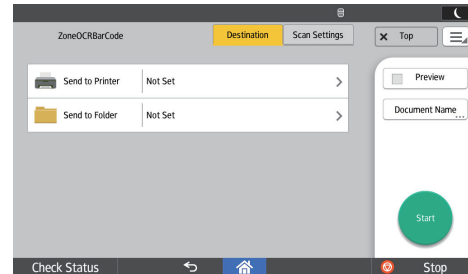 ZoneOCRBarCode
Destination
Scan Settings
Top
Send to Printer
Not Set
Send to Folder
Not Set
Preview
Document Name...
Start
Check Status
Stop